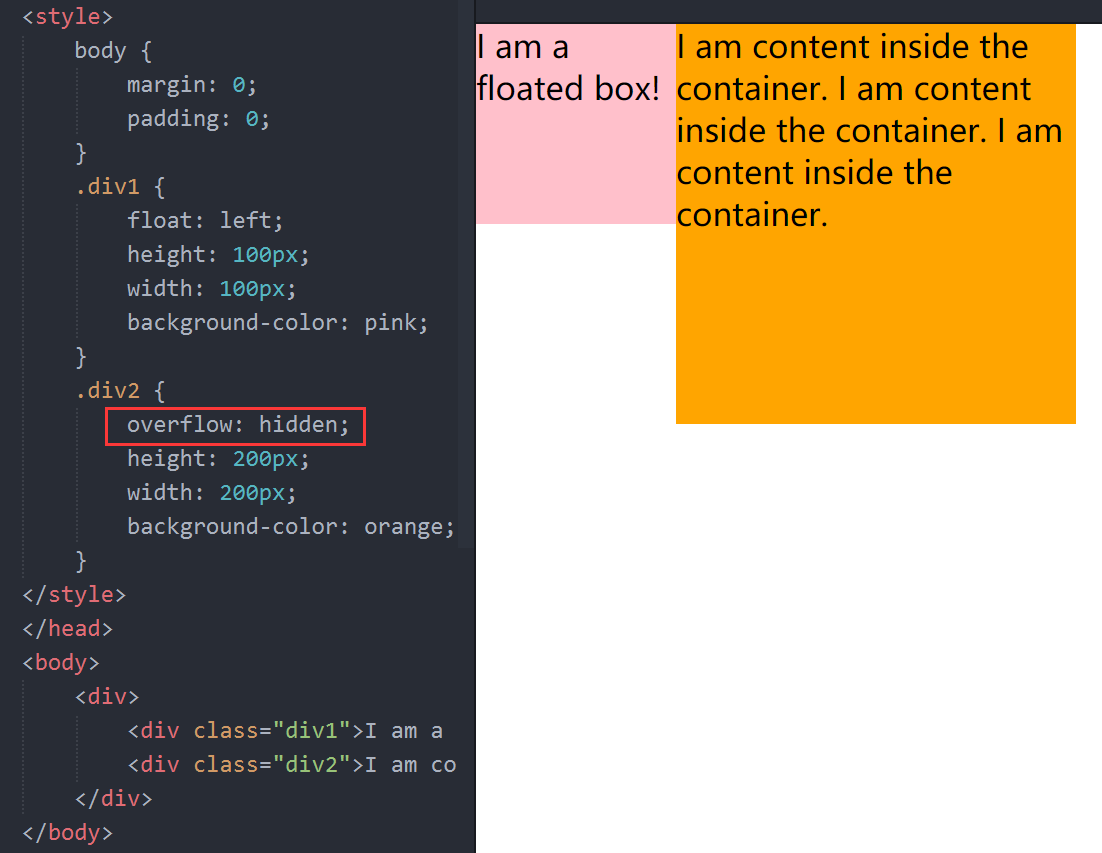 <style>
body {
margin: 0;
padding: 0;
}
.div1 {
float: left;
height: 100px;
width: 100px;
background-color: pink;
}
.div2 {
overflow: hidden;
height: 200px;
width: 200px;
background-color: orange;
}
</style>
</head>
<body>
<div>
<div class="div1">I am a
<div class="div2">I am co
</div>
</body>
I am a
floated box!
I am content inside the
container. I am content
inside the container. I am
content inside the
container.